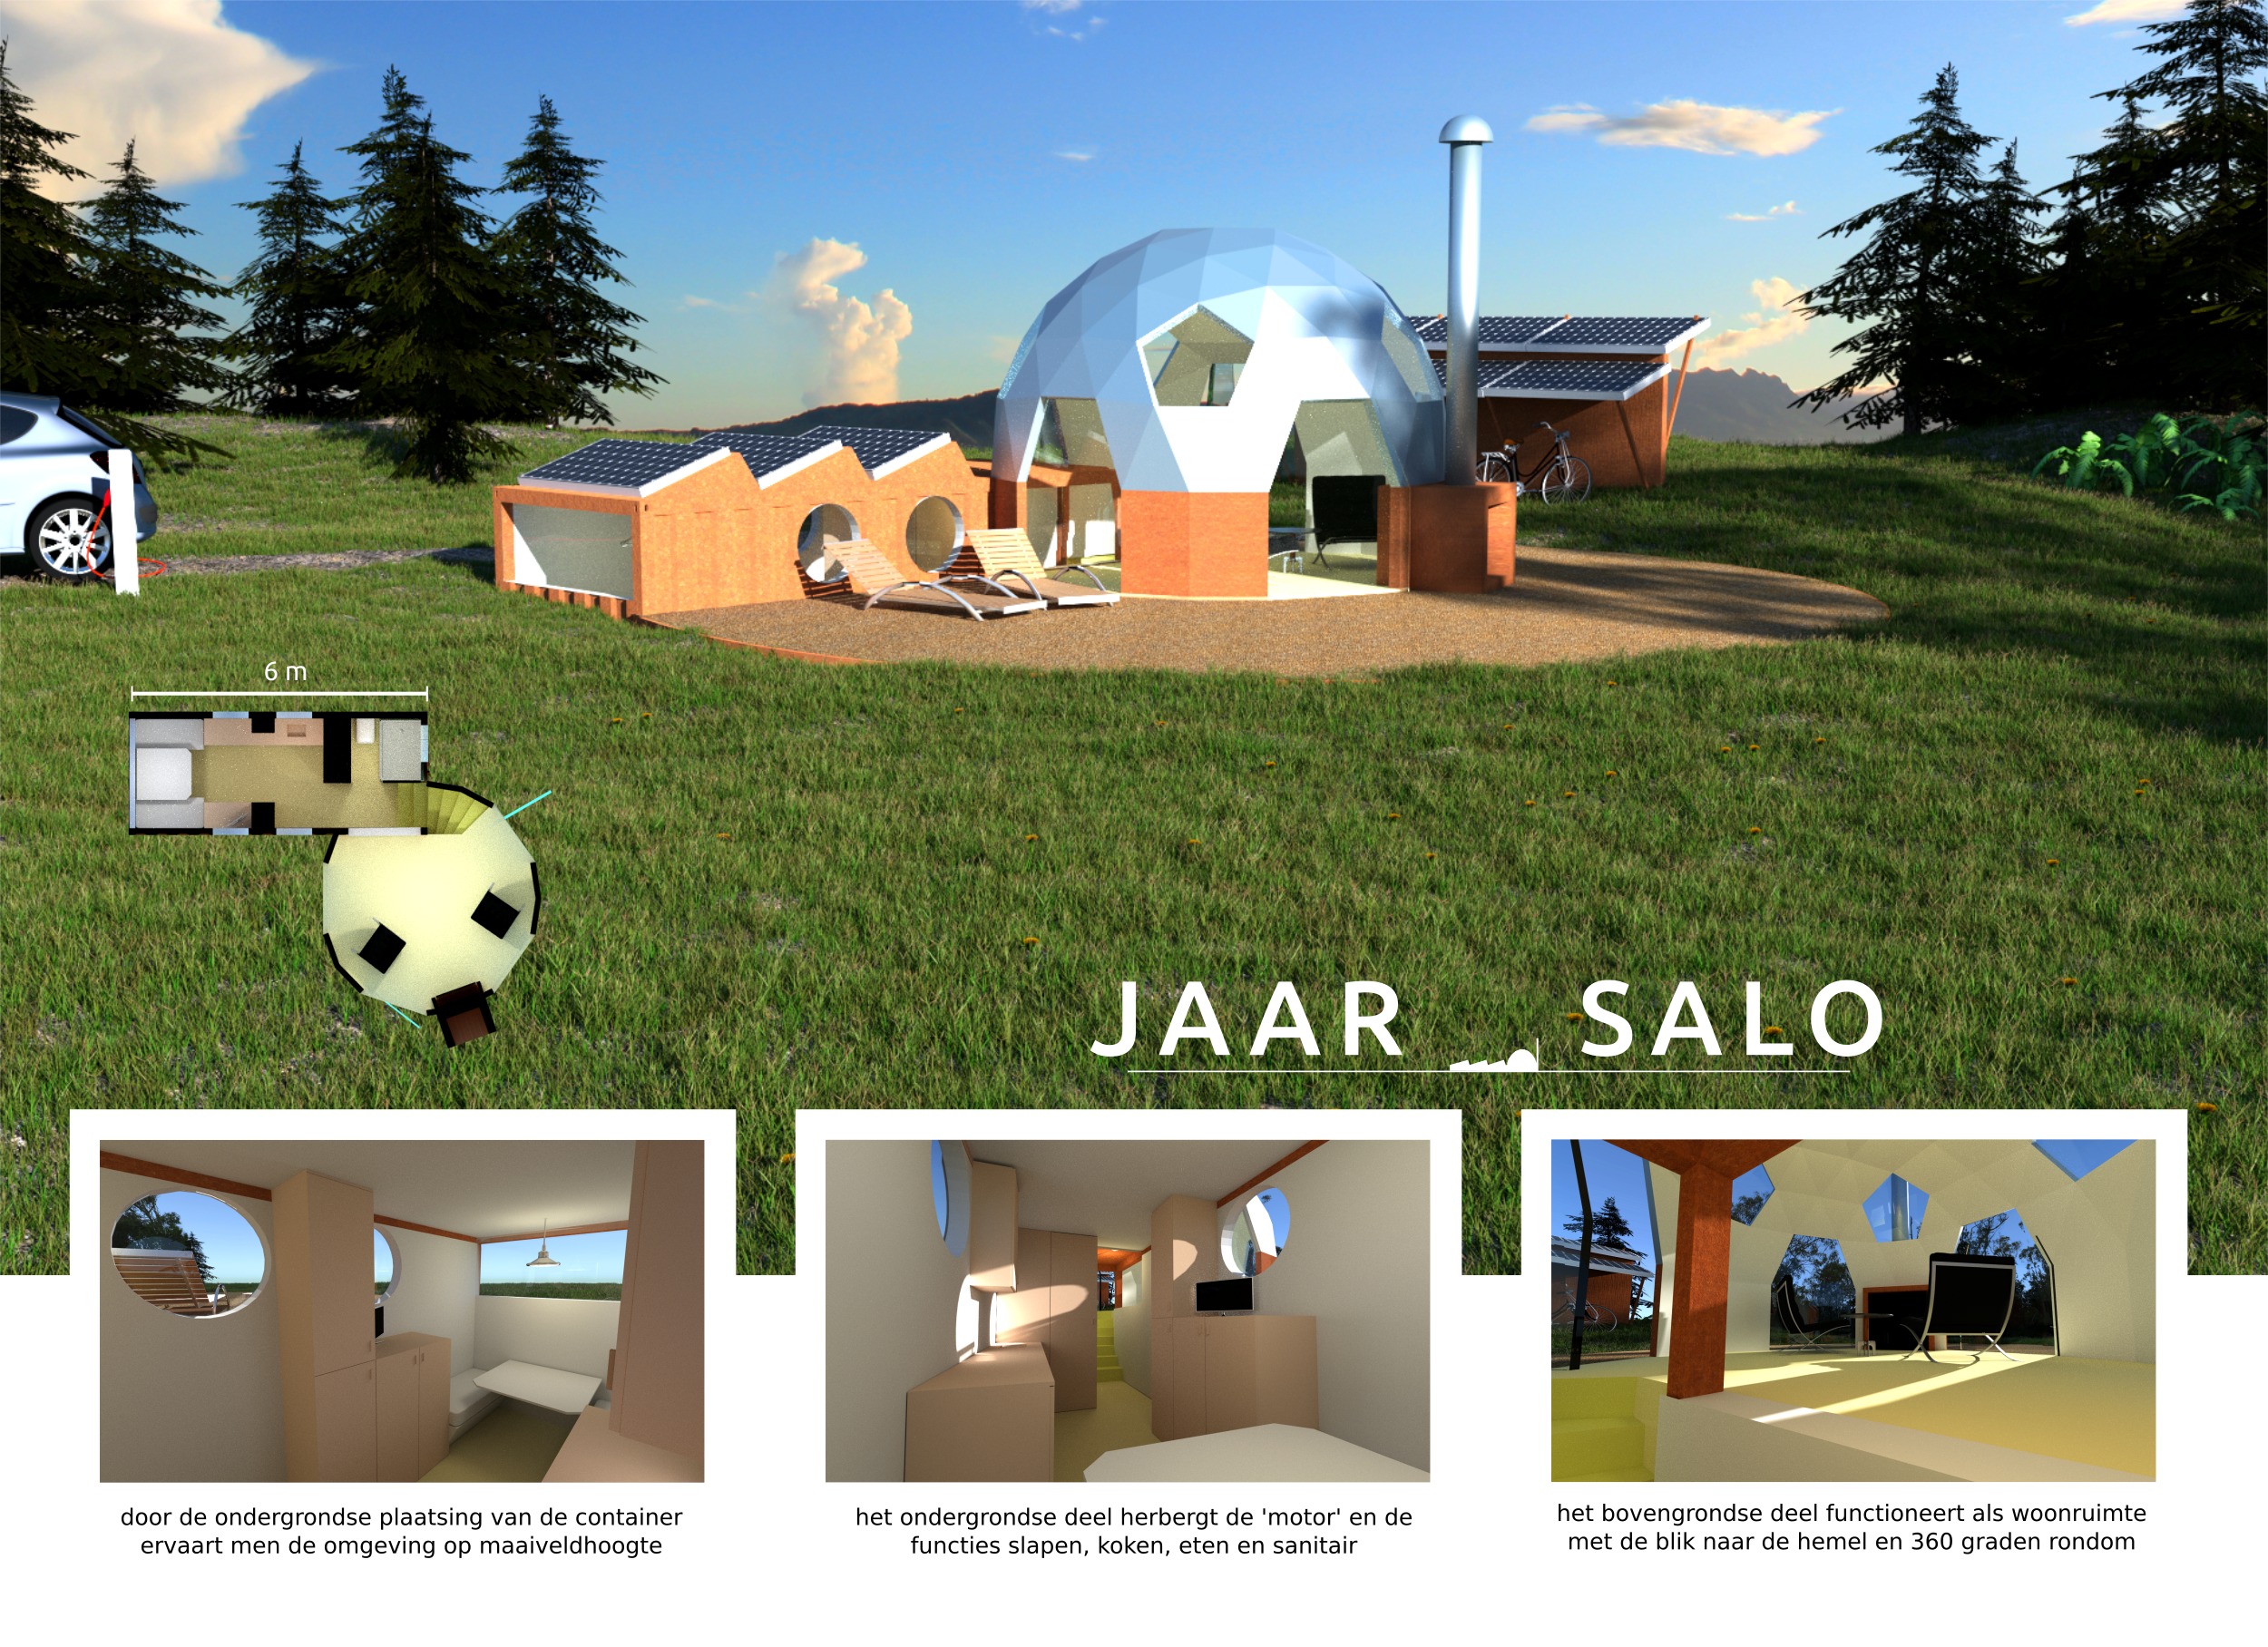 6 m
JAAR SALO
door de ondergrondse plaatsing van de container
ervaart men de omgeving op maaiveldhoogte
het ondergrondse deel herbergt de 'motor' en de
functies slapen, koken, eten en sanitair
het bovengrondse deel functioneert als woonruimte
met de blik naar de hemel en 360 graden rondom